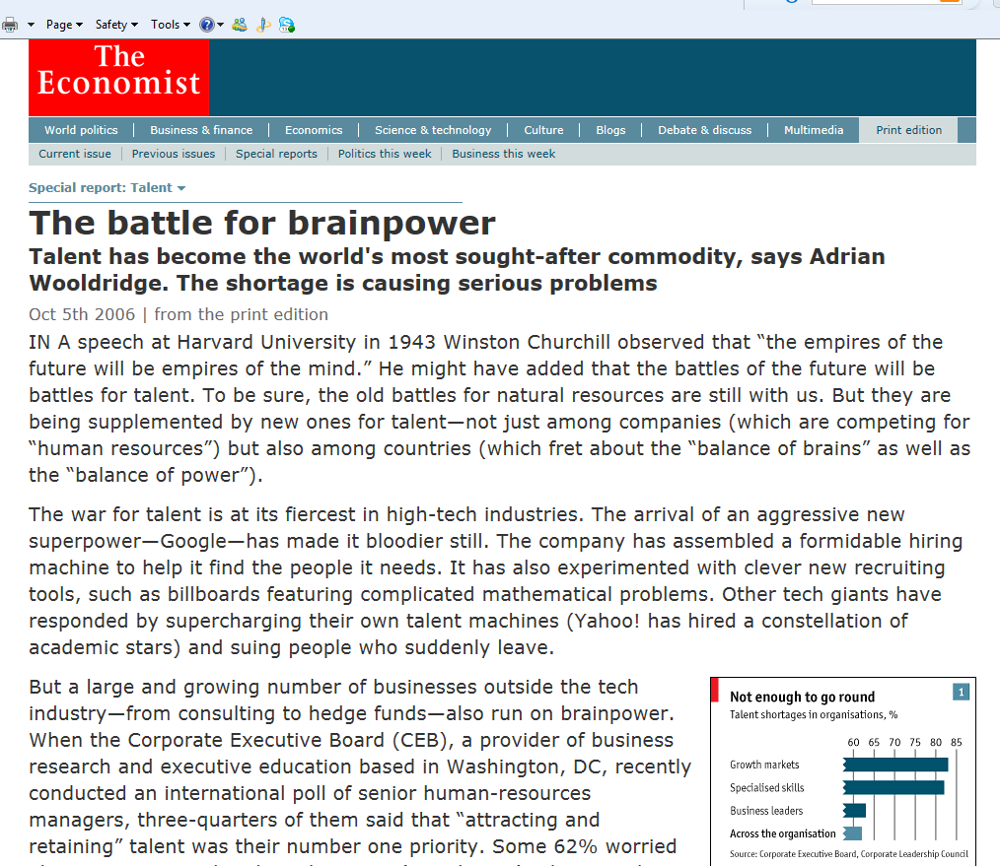 Page Safety Tools
The
Economist
World politics Business & finance Economics Science & technology Culture Blogs Debate & discuss Multimedia Print edition
Current issue Previous issues Special reports Politics this week Business this week
Special report: Talent
The battle for brainpower
Talent has become the world's most sought-after commodity, says Adrian
Wooldridge. The shortage is causing serious problems
Oct 5th 2006 | from the print edition
IN A speech at Harvard University in 1943 Winston Churchill observed that “the empires of the
future will be empires of the mind.” He might have added that the battles of the future will be
battles for talent. To be sure, the old battles for natural resources are still with us. But they are
being supplemented by new ones for talent—not just among companies (which are competing for
“human resources”) but also among countries (which fret about the “balance of brains” as well as
the “balance of power”).
The war for talent is at its fiercest in high-tech industries. The arrival of an aggressive new
superpower—Google—has made it bloodier still. The company has assembled a formidable hiring
machine to help it find the people it needs. It has also experimented with clever new recruiting
tools, such as billboards featuring complicated mathematical problems. Other tech giants have
responded by supercharging their own talent machines (Yahoo! has hired a constellation of
academic stars) and suing people who suddenly leave.
But a large and growing number of businesses outside the tech
industry—from consulting to hedge funds—also run on brainpower.
When the Corporate Executive Board (CEB), a provider of business
research and executive education based in Washington, DC, recently
conducted an international poll of senior human-resources
managers, three-quarters of them said that “attracting and
retaining” talent was their number one priority. Some 62% worried
Not enough to go round 1
Talent shortages in organisations, %
60 65 70 75 80 85
Growth markets
Specialised skills
Business leaders
Across the organisation
Source: Corporate Executive Board, Corporate Leadership Council